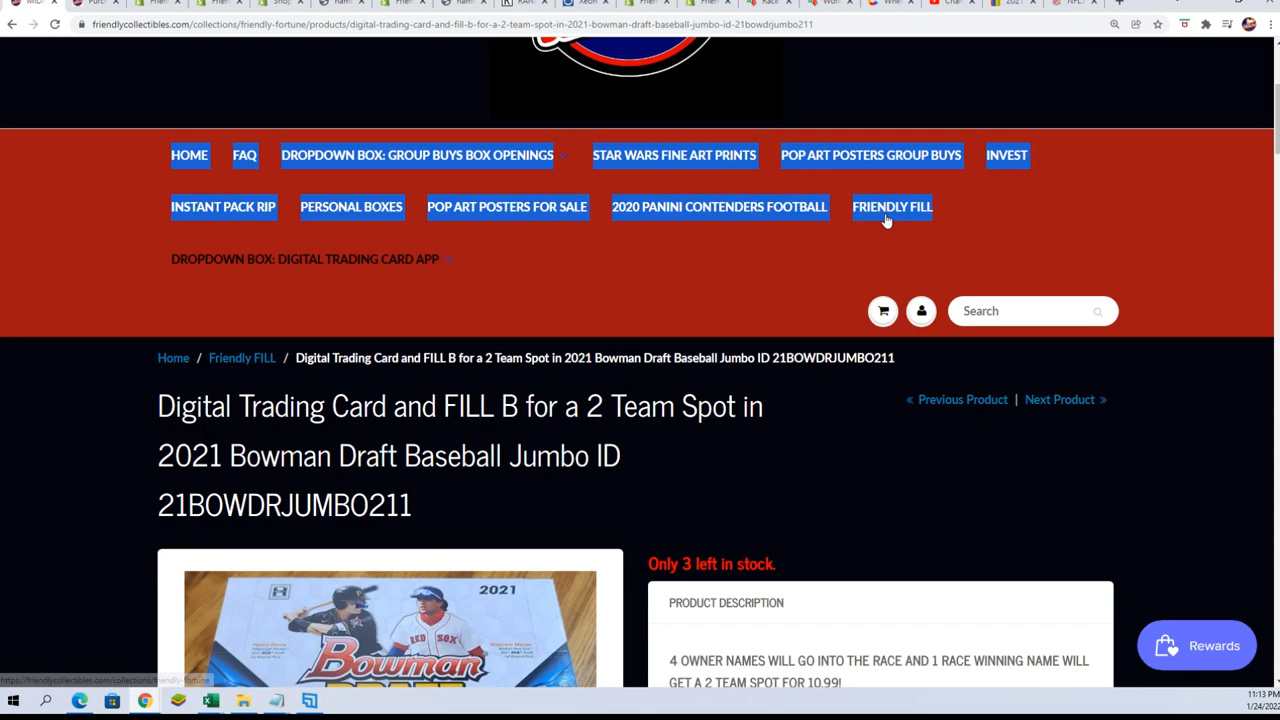 friendlycollectibles.com/collections/friendly-fortune/products/digital-trading-card-and-fill-b-for-a-2-team-spot-in-2021-bowman-draft-baseball-jumbo-id-21bowdrjumbo211
HOME FAQ DROPDOWN BOX: GROUP BUYS BOX OPENINGS STAR WARS FINE ART PRINTS POP ART POSTERS GROUP BUYS INVEST
INSTANT PACK RIP PERSONAL BOXES POP ART POSTERS FOR SALE 2020 PANINI CONTENDERS FOOTBALL FRIENDLY FILL
DROPDOWN BOX: DIGITAL TRADING CARD APP
Search
Home / Friendly FILL / Digital Trading Card and FILL B for a 2 Team Spot in 2021 Bowman Draft Baseball Jumbo ID 21BOWDRJUMBO211
« Previous Product | Next Product »
Digital Trading Card and FILL B for a 2 Team Spot in
2021 Bowman Draft Baseball Jumbo ID
21BOWDRJUMBO211
Only 3 left in stock.
PRODUCT DESCRIPTION
4 OWNER NAMES WILL GO INTO THE RACE AND 1 RACE WINNING NAME WILL
GET A 2 TEAM SPOT FOR 10.99!
2021
RED SOX
Bowman
Rewards
https://friendlycollectibles.com/collections/friendly-fortune
11:13 PM
1/24/2022